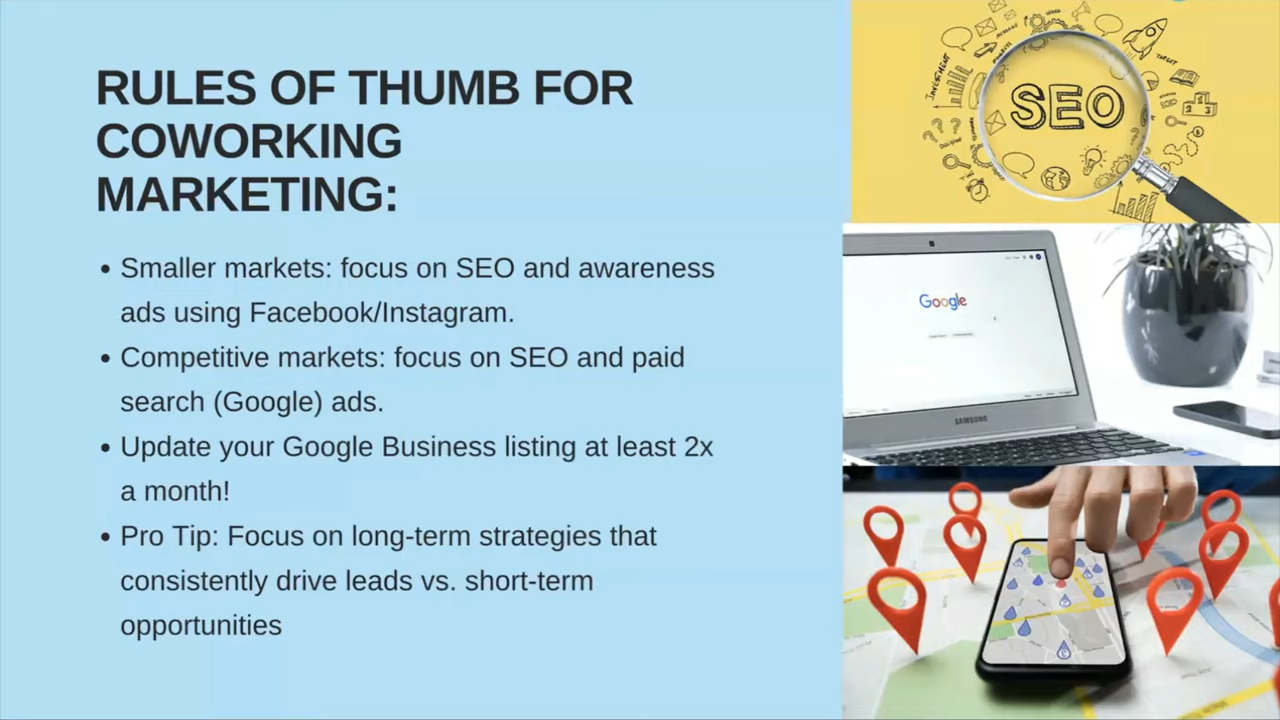 RULES OF THUMB FOR
COWORKING
MARKETING:
• Smaller markets: focus on SEO and awareness
ads using Facebook/Instagram.
• Competitive markets: focus on SEO and paid
search (Google) ads.
• Update your Google Business listing at least 2x
a month!
• Pro Tip: Focus on long-term strategies that
consistently drive leads vs. short-term
opportunities
INVESTMENT
TARGET
SEO
Google
SAMSUNG